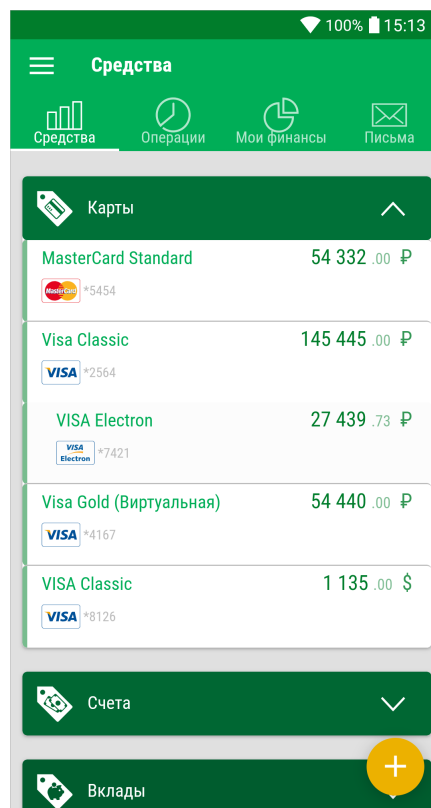 100% 15:13
Средства
Средства Операции Мои финансы Письма
Карты
MasterCard Standard 54 332 .00 ₽
MasterCard *5454
Visa Classic 145 445 .00 ₽
VISA *2564
VISA Electron 27 439 .73 ₽
VISA Electron *7421
Visa Gold (Виртуальная) 54 440 .00 ₽
VISA *4167
VISA Classic 1 135 .00 $
VISA *8126
Счета
+
Вклады